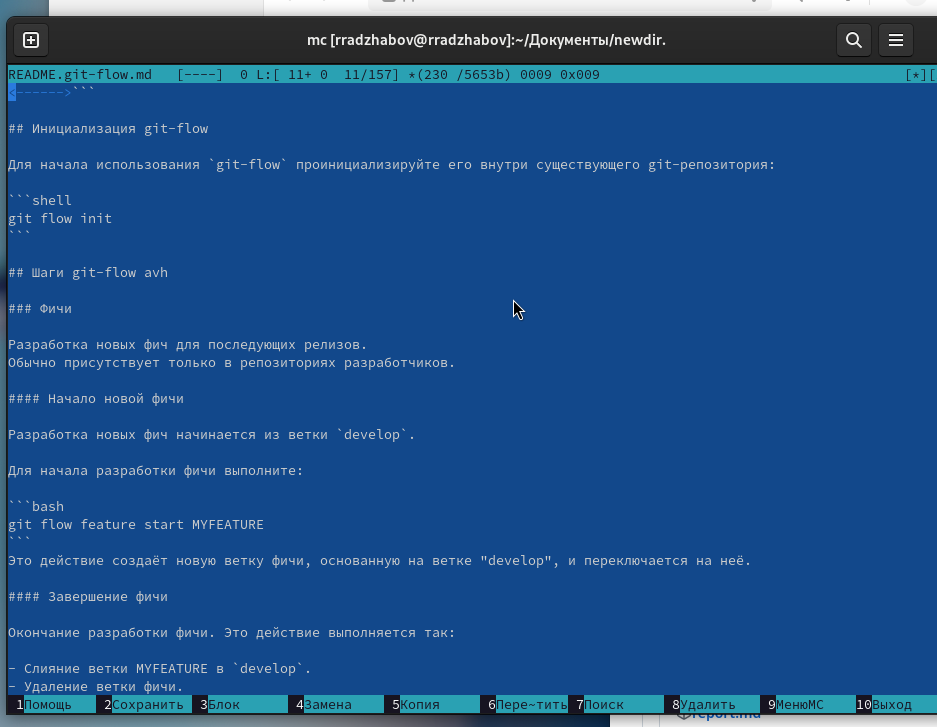 mc [rradzhabov@rradzhabov]:~/Документы/newdir.
README.git-flow.md   [----]  0 L:[ 11+ 0  11/157] *(230 /5653b) 0009 0x009   [*][
<------>```
## Инициализация git-flow
Для начала использования `git-flow` проинициализируйте его внутри существующего git-репозитория:
```shell
git flow init
```
## Шаги git-flow avh
### Фичи
Разработка новых фич для последующих релизов.
Обычно присутствует только в репозиториях разработчиков.
#### Начало новой фичи
Разработка новых фич начинается из ветки `develop`.
Для начала разработки фичи выполните:
```bash
git flow feature start MYFEATURE
```
Это действие создаёт новую ветку фичи, основанную на ветке "develop", и переключается на неё.
#### Завершение фичи
Окончание разработки фичи. Это действие выполняется так:
- Слияние ветки MYFEATURE в `develop`.
- Удаление ветки фичи.
1Помощь 2Сохранить 3Блок 4Замена 5Копия 6Пере~тить 7Поиск 8Удалить 9МенюMC 10Выход
report.md